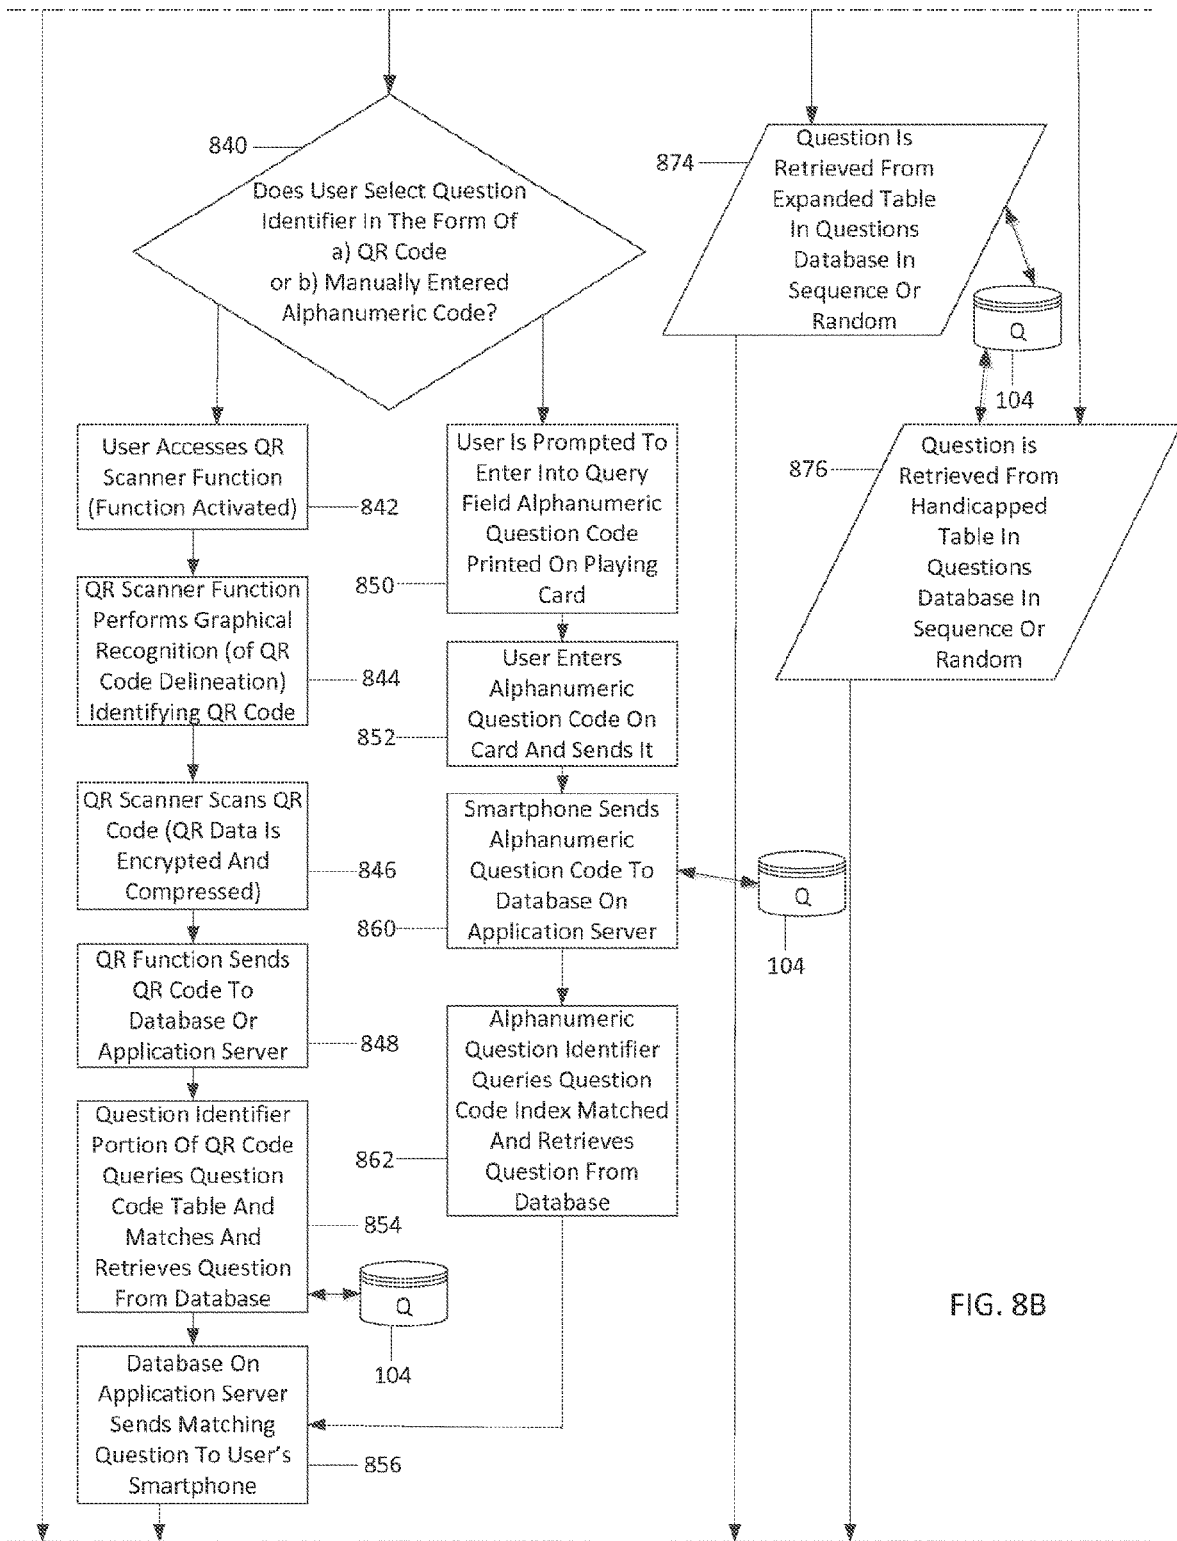 840
Does User Select Question
Identifier In The Form Of
a) QR Code
or b) Manually Entered
Alphanumeric Code?
874
Question Is
Retrieved From
Expanded Table
In Questions
Database In
Sequence Or
Random
Q
104
876
Question is
Retrieved From
Handicapped
Table In
Questions
Database In
Sequence Or
Random
User Accesses QR
Scanner Function
(Function Activated)
842
QR Scanner Function
Performs Graphical
Recognition (of QR
Code Delineation)
Identifying QR Code
844
QR Scanner Scans QR
Code (QR Data Is
Encrypted And
Compressed)
846
QR Function Sends
QR Code To
Database Or
Application Server
848
Question Identifier
Portion Of QR Code
Queries Question
Code Table And
Matches And
Retrieves Question
From Database
854
Q
104
Database On
Application Server
Sends Matching
Question To User's
Smartphone
856
User Is Prompted To
Enter Into Query
Field Alphanumeric
Question Code
Printed On Playing
Card
850
User Enters
Alphanumeric
Question Code On
Card And Sends It
852
Smartphone Sends
Alphanumeric
Question Code To
Database On
Application Server
860
Q
104
Alphanumeric
Question Identifier
Queries Question
Code Index Matched
And Retrieves
Question From
Database
862
FIG. 8B